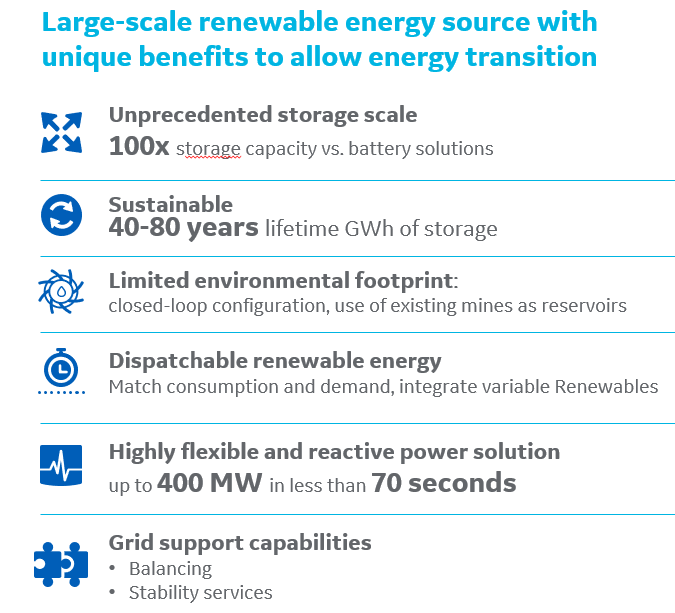 Large-scale renewable energy source with
unique benefits to allow energy transition
Unprecedented storage scale
100x storage capacity vs. battery solutions
Sustainable
40-80 years lifetime GWh of storage
Limited environmental footprint:
closed-loop configuration, use of existing mines as reservoirs
Dispatchable renewable energy
Match consumption and demand, integrate variable Renewables
Highly flexible and reactive power solution
up to 400 MW in less than 70 seconds
Grid support capabilities
• Balancing
• Stability services